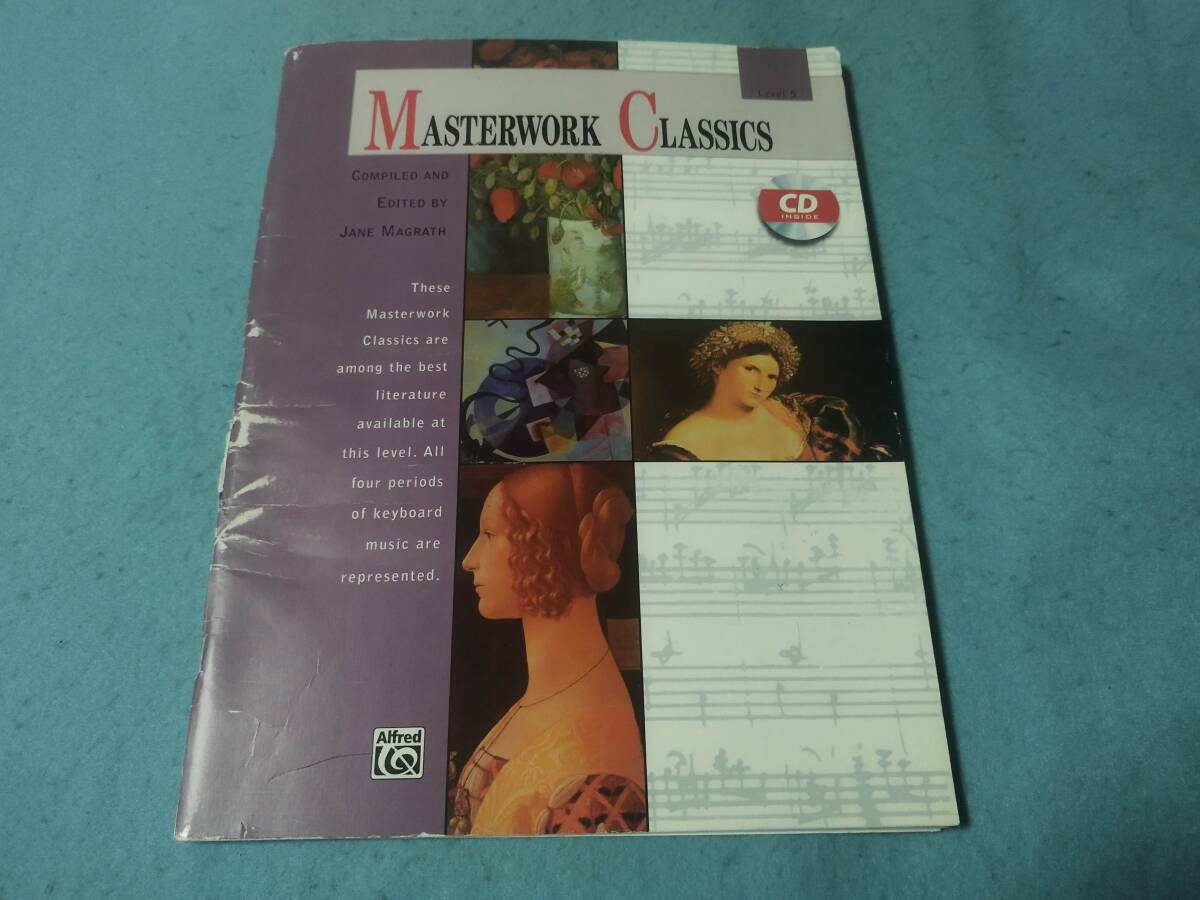 Level 5
MASTERWORK CLASSICS
COMPILED AND
EDITED BY
JANE MAGRATH
CD
INSIDE
These
Masterwork
Classics are
among the best
literature
available at
this level. All
four periods
of keyboard
music are
represented.
Alfred